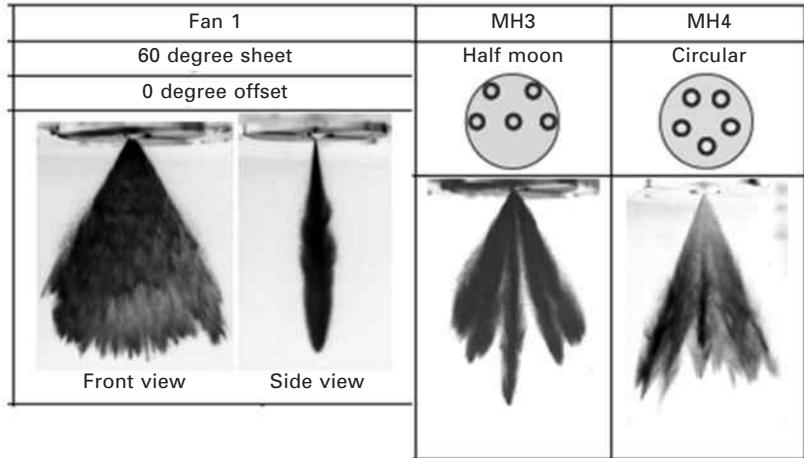 Fan 1
MH3
MH4
60 degree sheet
Half moon
Circular
0 degree offset
Front view
Side view